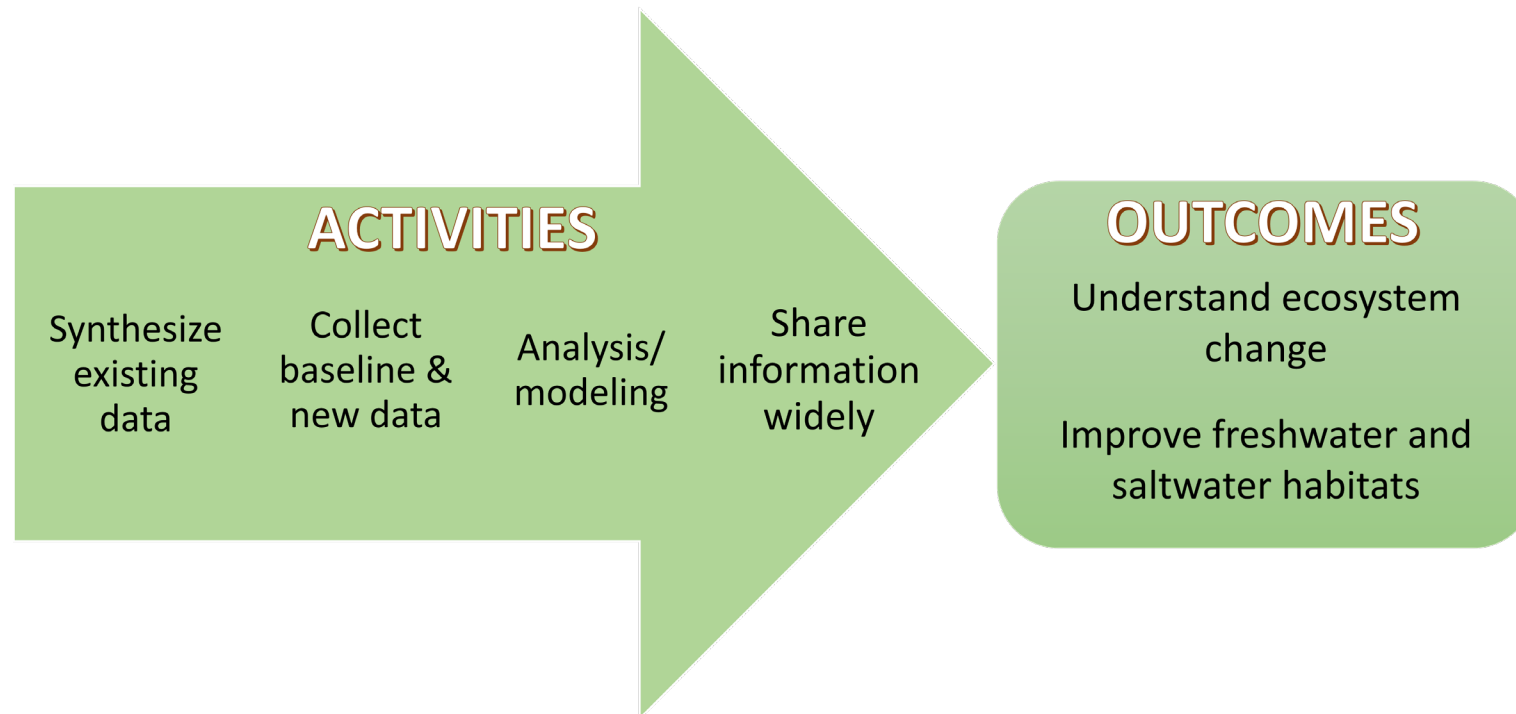 ACTIVITIES
Synthesize
existing
data
Collect
baseline &
new data
Analysis/
modeling
Share
information
widely
OUTCOMES
Understand ecosystem
change
Improve freshwater and
saltwater habitats